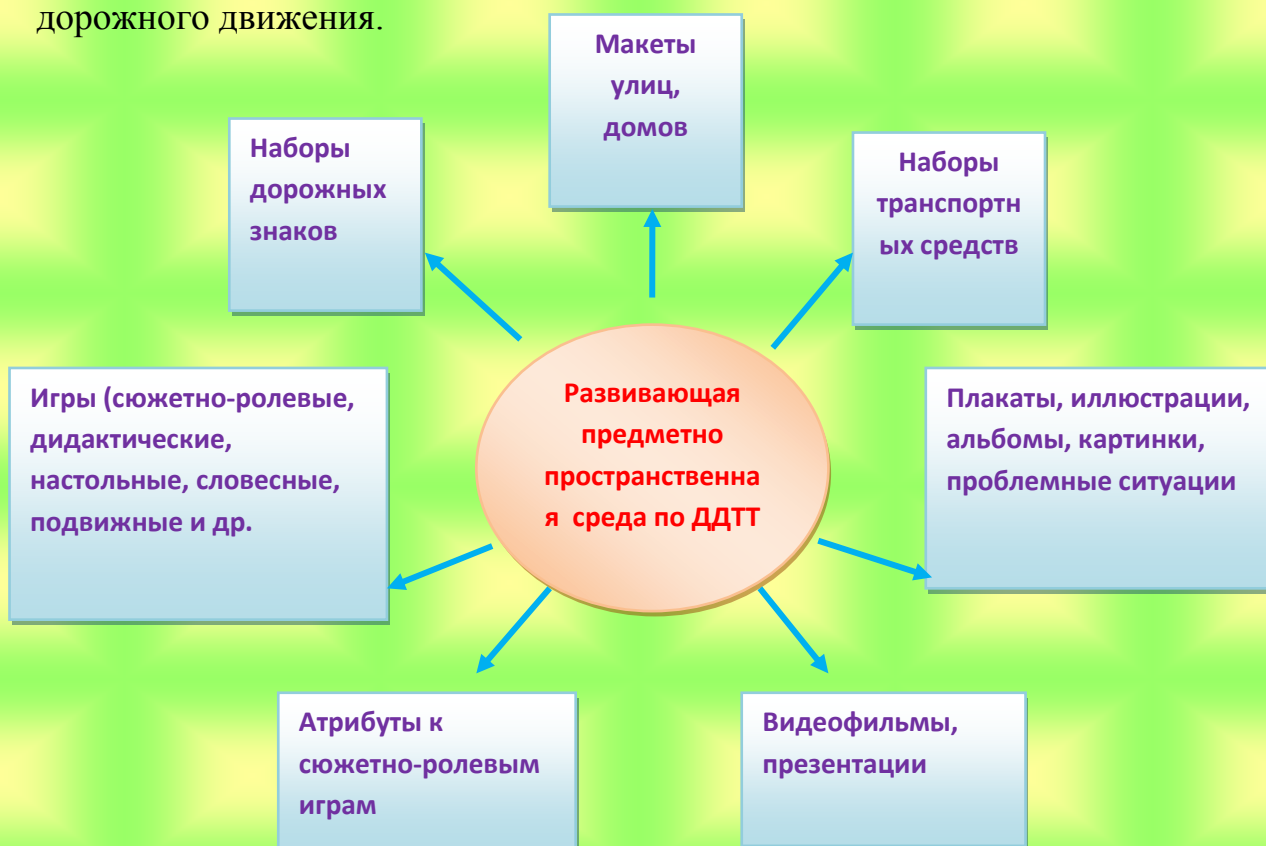 дорожного движения.
Макеты
улиц,
домов
Наборы
дорожных
знаков
Наборы
транспортн
ых средств
Игры (сюжетно-ролевые,
дидактические,
настольные, словесные,
подвижные и др.
Развивающая
предметно
пространственна
я среда по ДДТТ
Плакаты, иллюстрации,
альбомы, картинки,
проблемные ситуации
Атрибуты к
сюжетно-ролевым
играм
Видеофильмы,
презентации